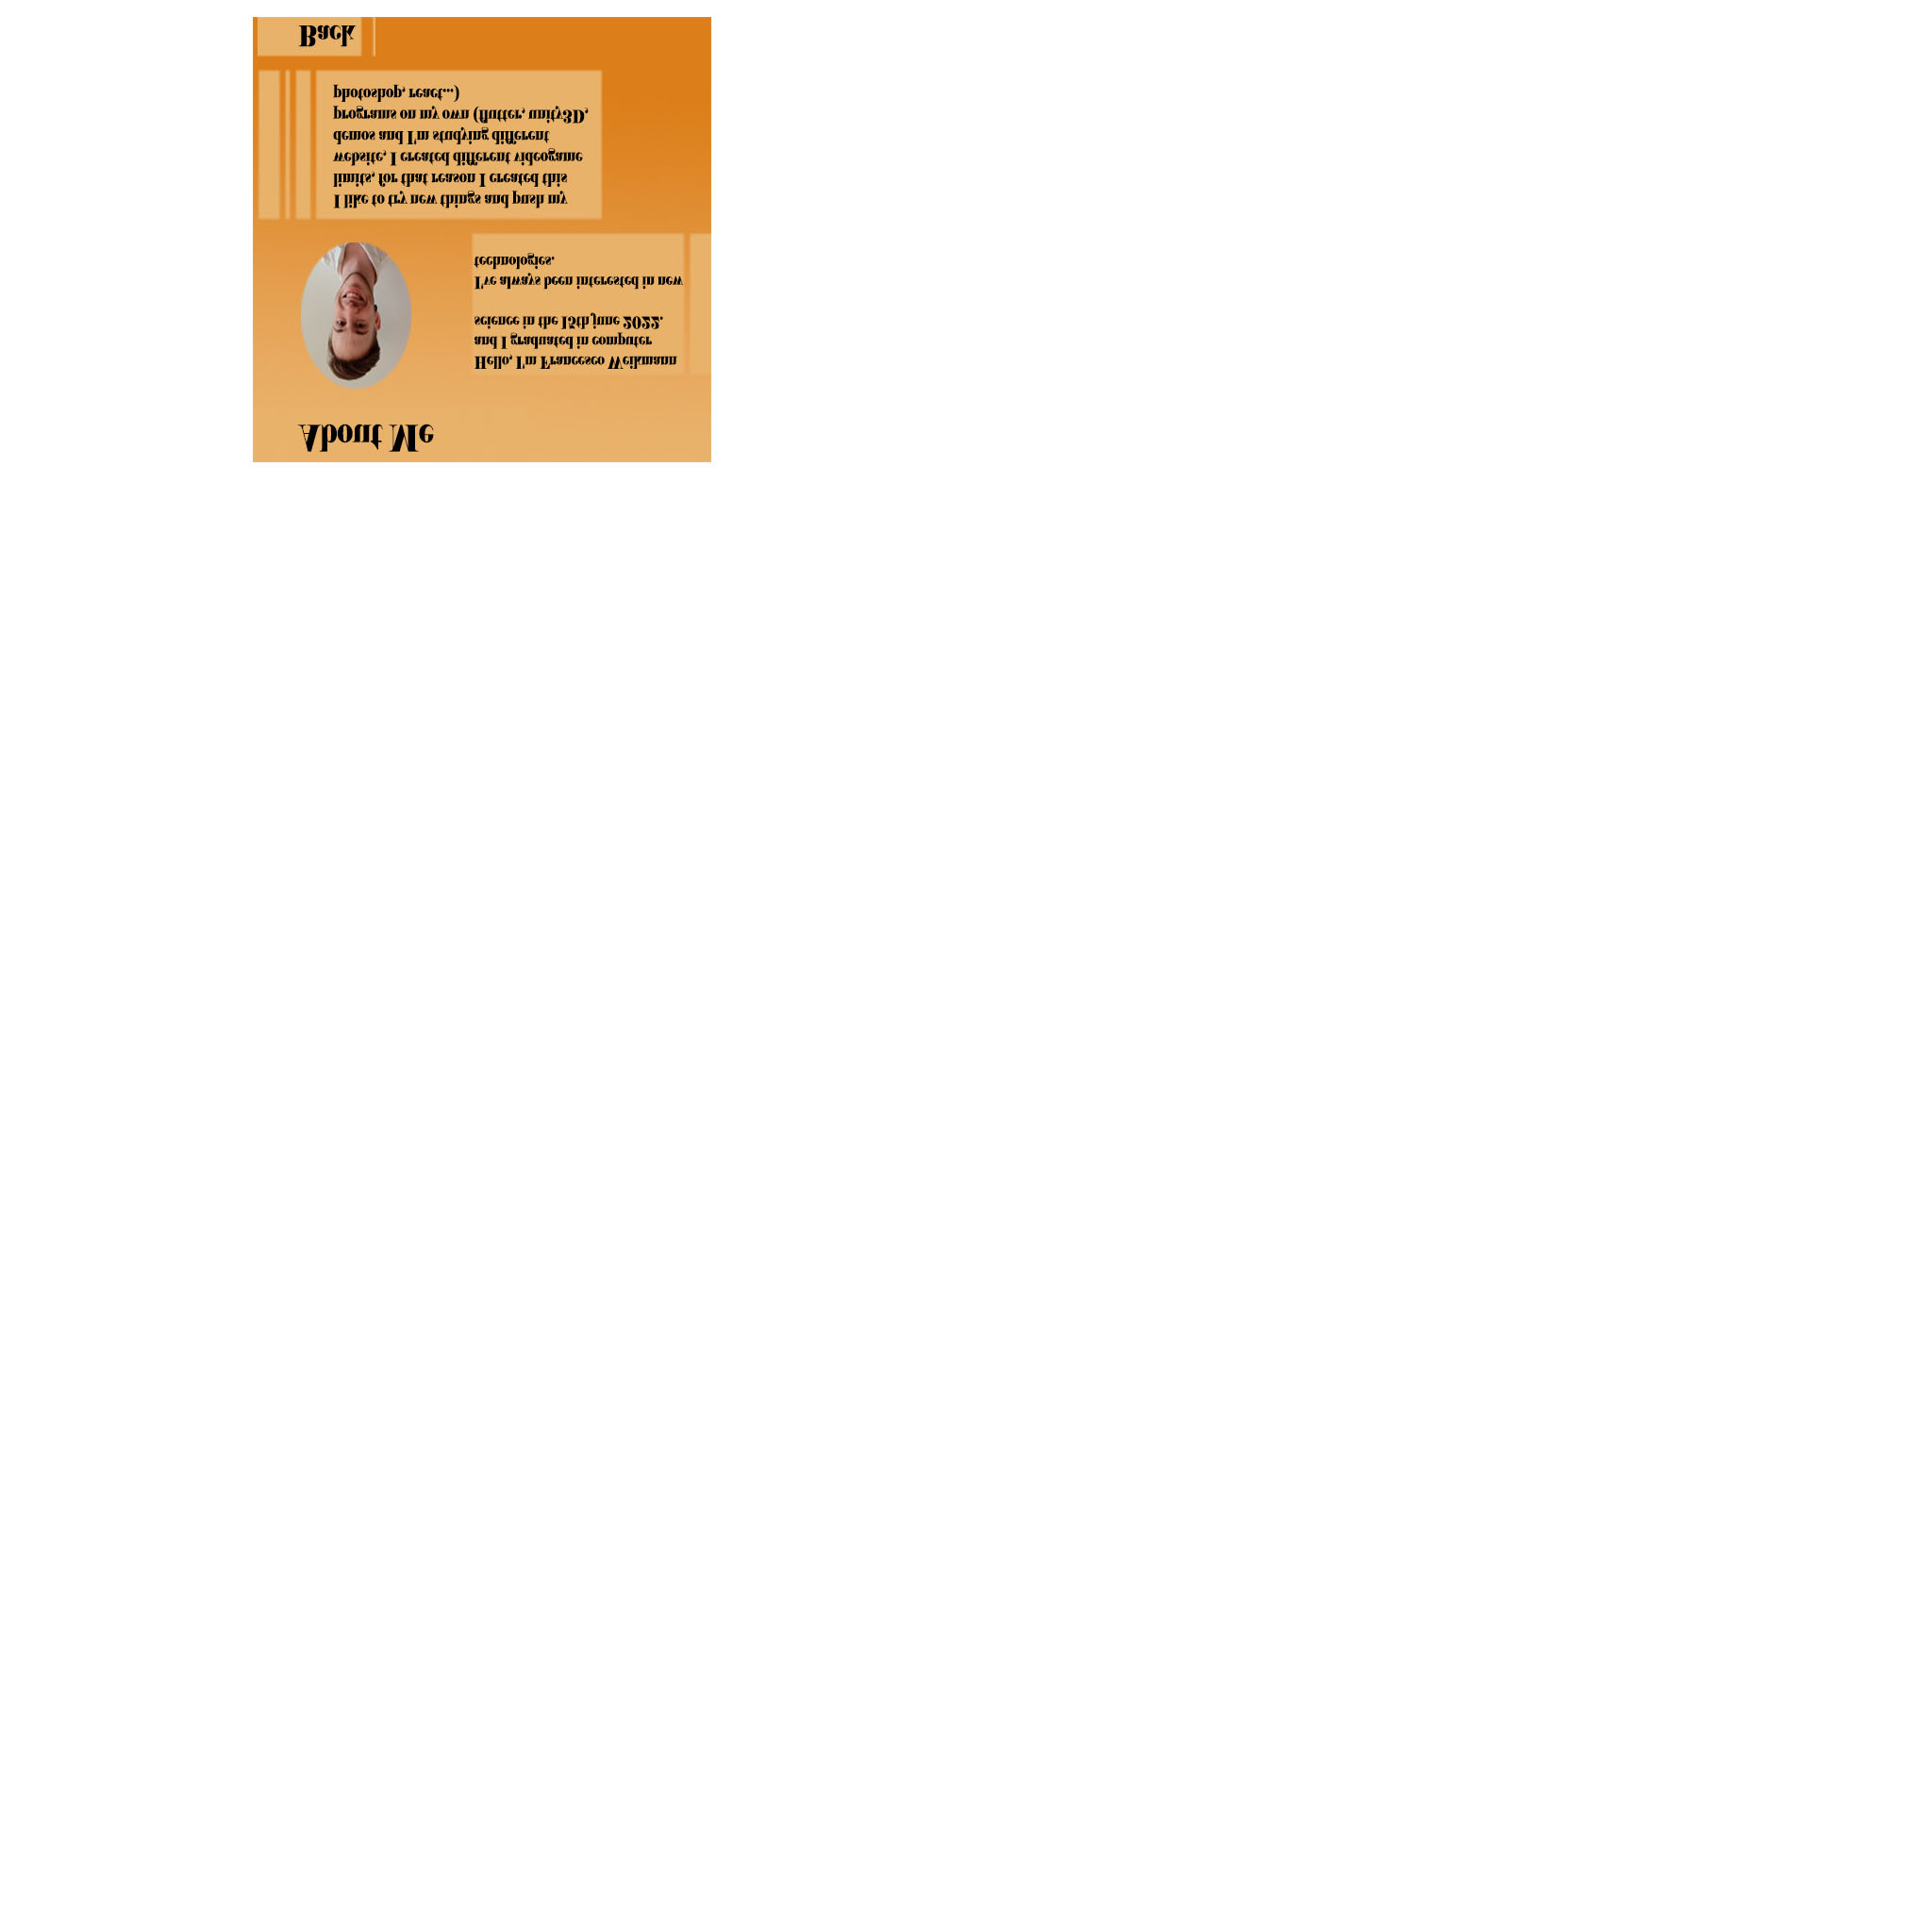 About Me
Hello, I'm Francesco Weikmann
and I graduated in computer
science in the 15th june 2022.
I've always been interested in new
technologies.
I like to try new things and push my
limits, for that reason I created this
website, I created different videogame
demos and I'm studying different
programs on my own (flutter, unity3D,
photoshop, react...)
Back